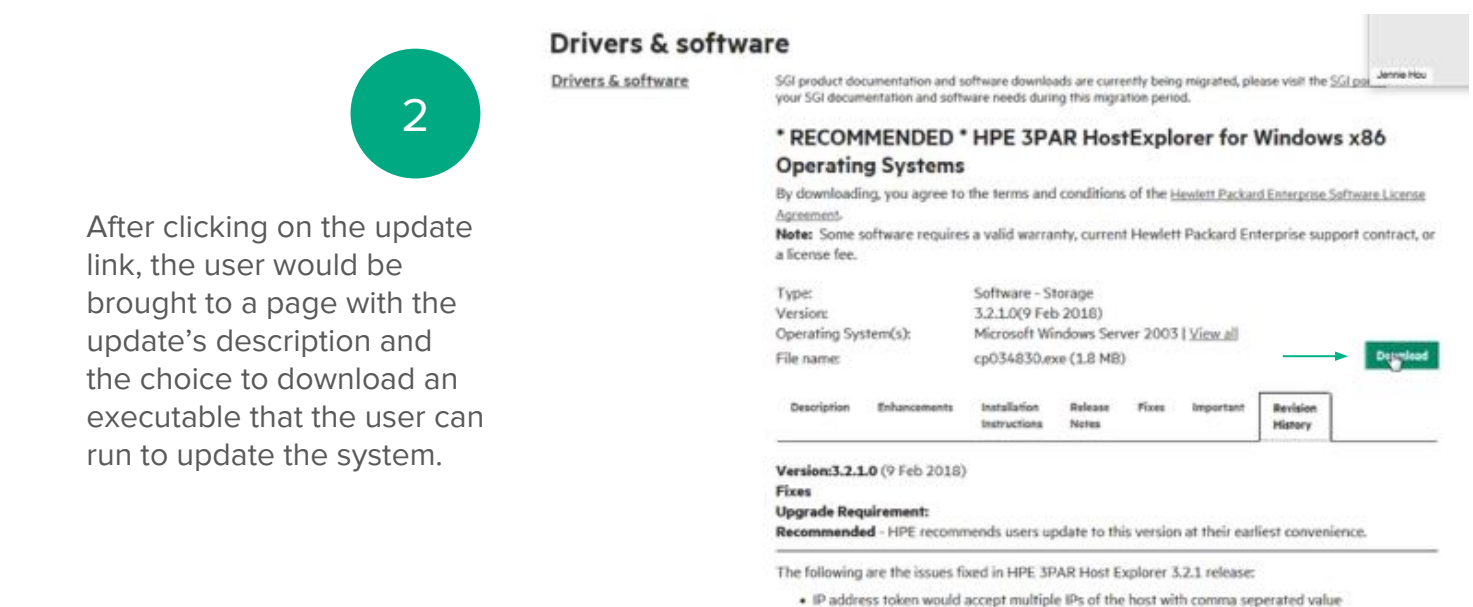 2
After clicking on the update
link, the user would be
brought to a page with the
update's description and
the choice to download an
executable that the user can
run to update the system.
Drivers & software
Drivers & software
SGI product documentation and software downloads are currently being migrated, please visit the SGI
your SGI documentation and software needs during this migration period.
Jennie Hou
* RECOMMENDED * HPE 3PAR HostExplorer for Windows x86
Operating Systems
By downloading, you agree to the terms and conditions of the Hewlett Packard Enterprise Software License
Agreement.
Note: Some software requires a valid warranty, current Hewlett Packard Enterprise support contract, or
a license fee.
Type: Software - Storage
Version: 3.2.1.0(9 Feb 2018)
Operating System(s): Microsoft Windows Server 2003 | View all
File name: cp034830.exe (1.8 MB)
Download
Description Enhancements Installation Release Fixes Important Revision
Instructions Notes History
Version:3.2.1.0 (9 Feb 2018)
Fixes
Upgrade Requirement:
Recommended - HPE recommends users update to this version at their earliest convenience.
The following are the issues fixed in HPE 3PAR Host Explorer 3.2.1 release:
• IP address token would accept multiple IPs of the host with comma seperated value